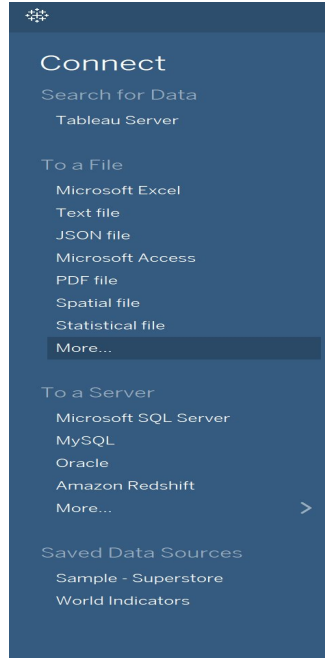 Connect
Search for Data
Tableau Server
To a File
Microsoft Excel
Text file
JSON file
Microsoft Access
PDF file
Spatial file
Statistical file
More...
To a Server
Microsoft SQL Server
MySQL
Oracle
Amazon Redshift
More...
Saved Data Sources
Sample - Superstore
World Indicators